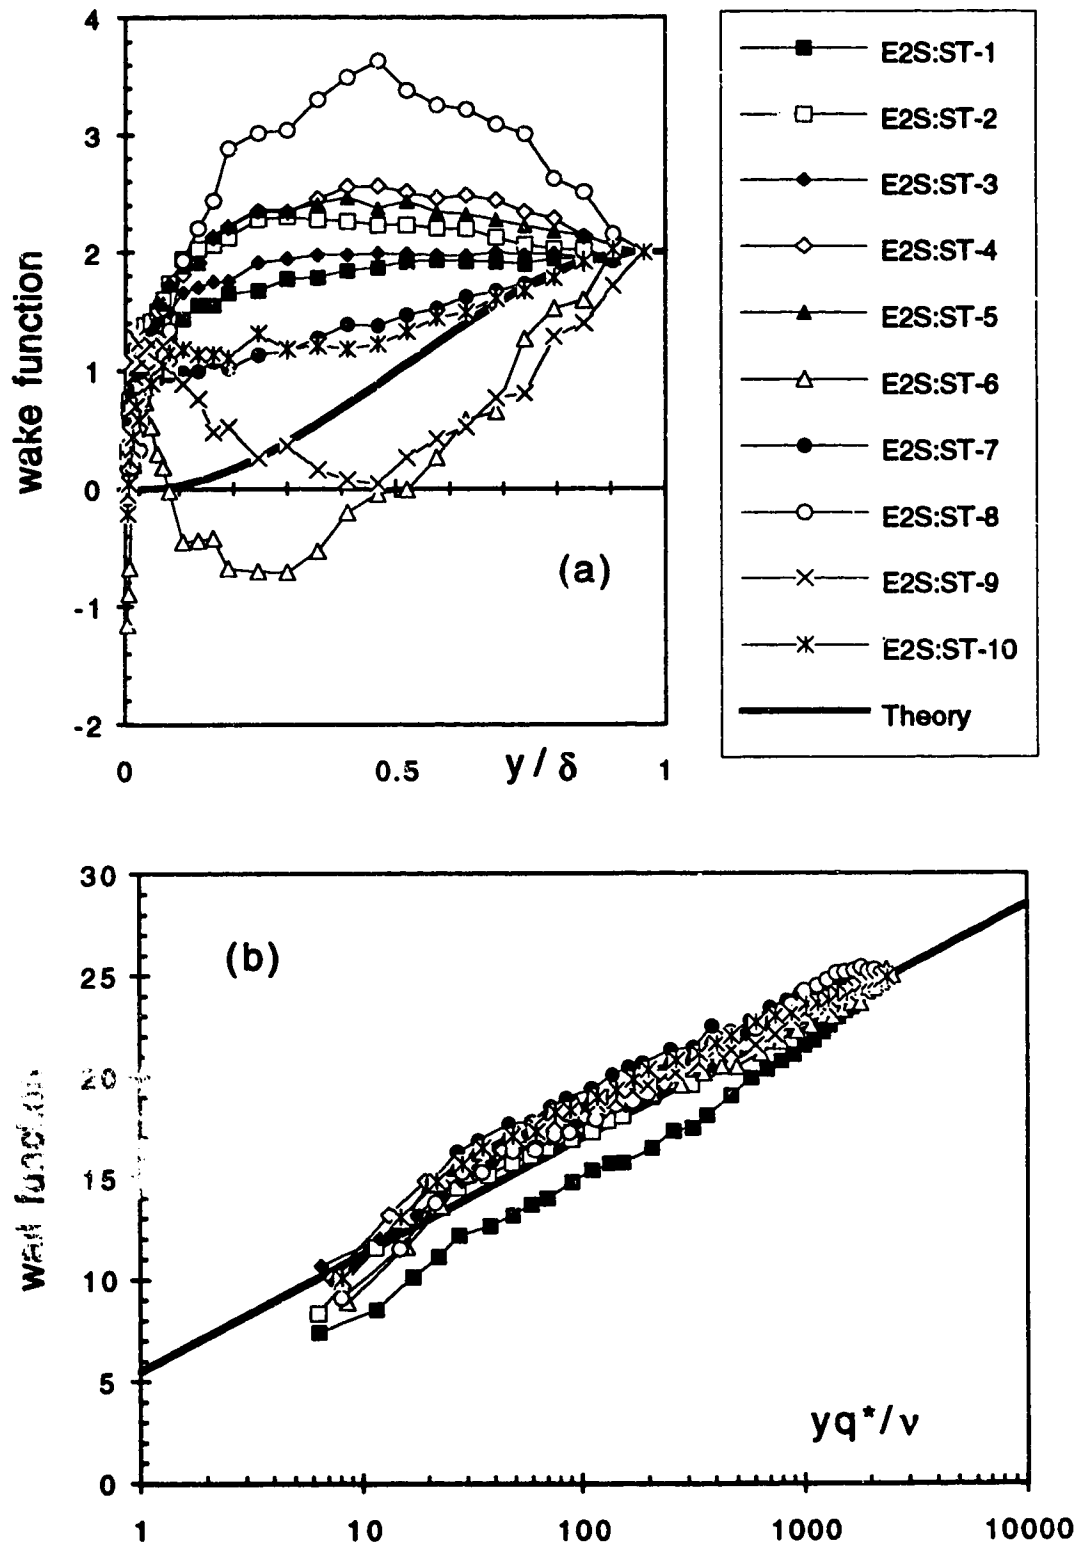 4
3
2
1
0
-1
-2
wake function
(a)
0
0.5
y / δ
1
E2S:ST-1
E2S:ST-2
E2S:ST-3
E2S:ST-4
E2S:ST-5
E2S:ST-6
E2S:ST-7
E2S:ST-8
E2S:ST-9
E2S:ST-10
Theory
30
25
20
15
10
5
0
wall function
(b)
yq*/ν
1
10
100
1000
10000